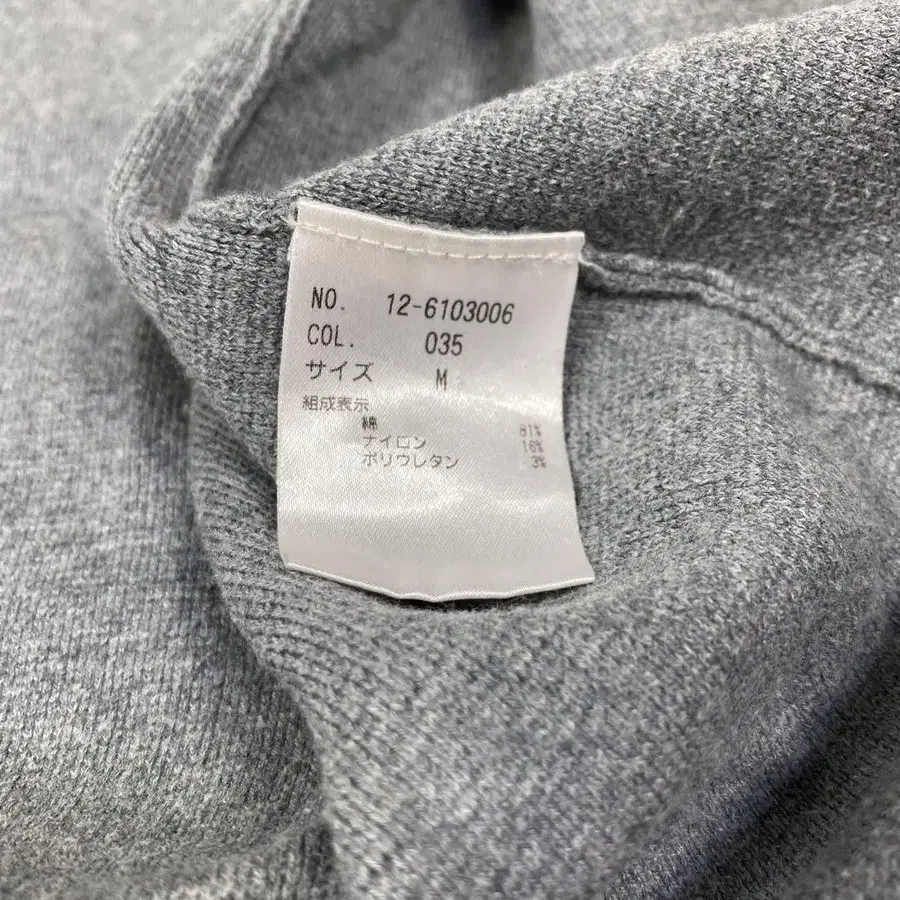 NO. 12-6103006
COL. 035
サイズ M
組成表示
綿 81%
ナイロン 16%
ポリウレタン 3%